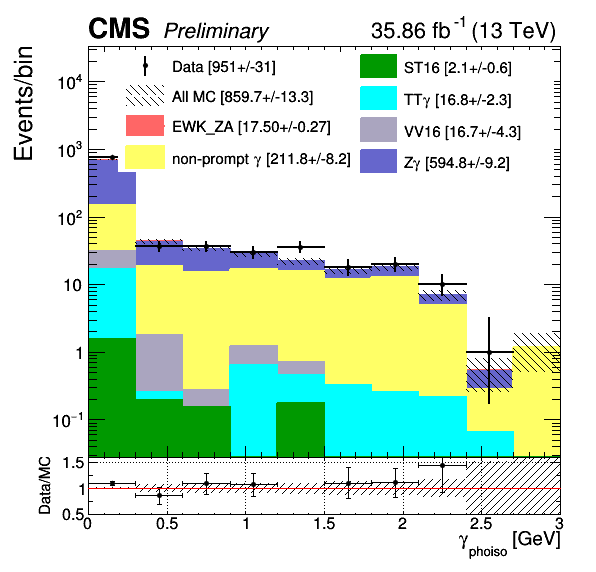 CMS Preliminary 35.86 fb⁻¹ (13 TeV)
Events/bin
Data [951+/-31]
All MC [859.7+/-13.3]
EWK_ZA [17.50+/-0.27]
non-prompt γ [211.8+/-8.2]
ST16 [2.1+/-0.6]
TTγ [16.8+/-2.3]
VV16 [16.7+/-4.3]
Zγ [594.8+/-9.2]
10⁴
10³
10²
10
1
10⁻¹
Data/MC
1.5
1
0.5
0 0.5 1 1.5 2 2.5 3
γphoiso [GeV]